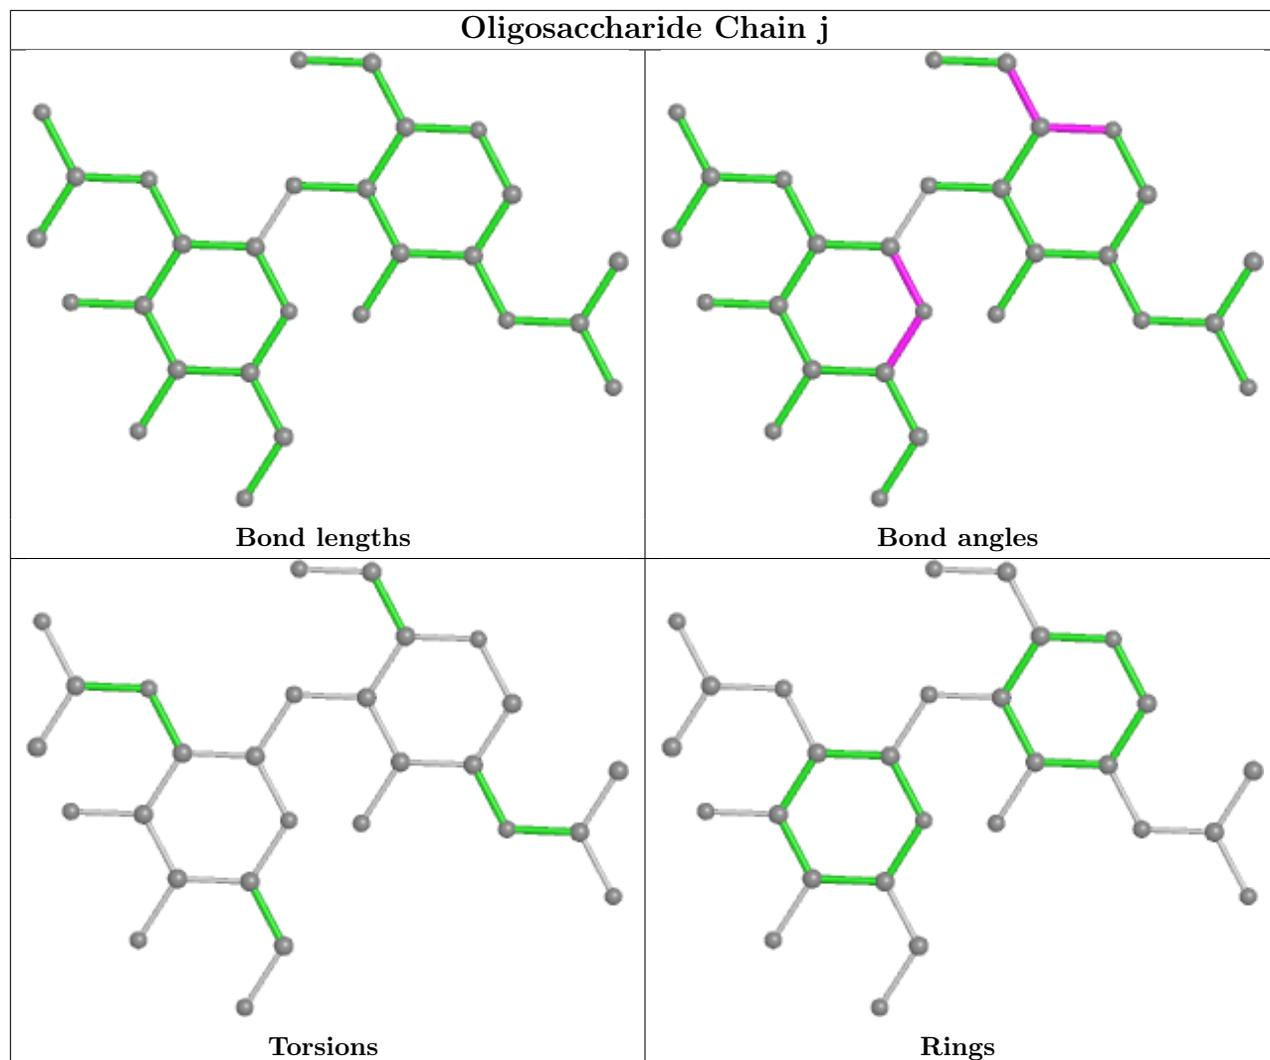 Oligosaccharide Chain j
Bond lengths
Bond angles
Torsions
Rings